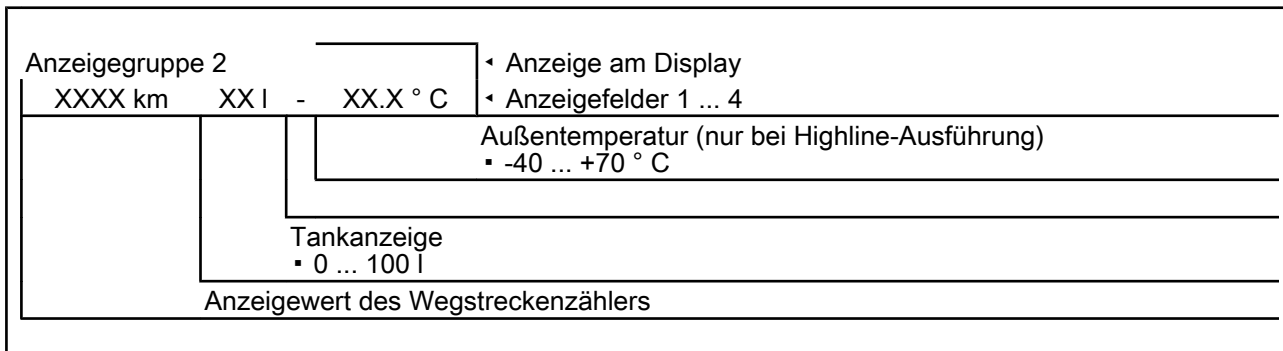 Anzeigegruppe 2 ◂ Anzeige am Display
XXXX km XX l - XX.X ° C ◂ Anzeigefelder 1 ... 4
Außentemperatur (nur bei Highline-Ausführung)
▪ -40 ... +70 ° C
Tankanzeige
▪ 0 ... 100 l
Anzeigewert des Wegstreckenzählers